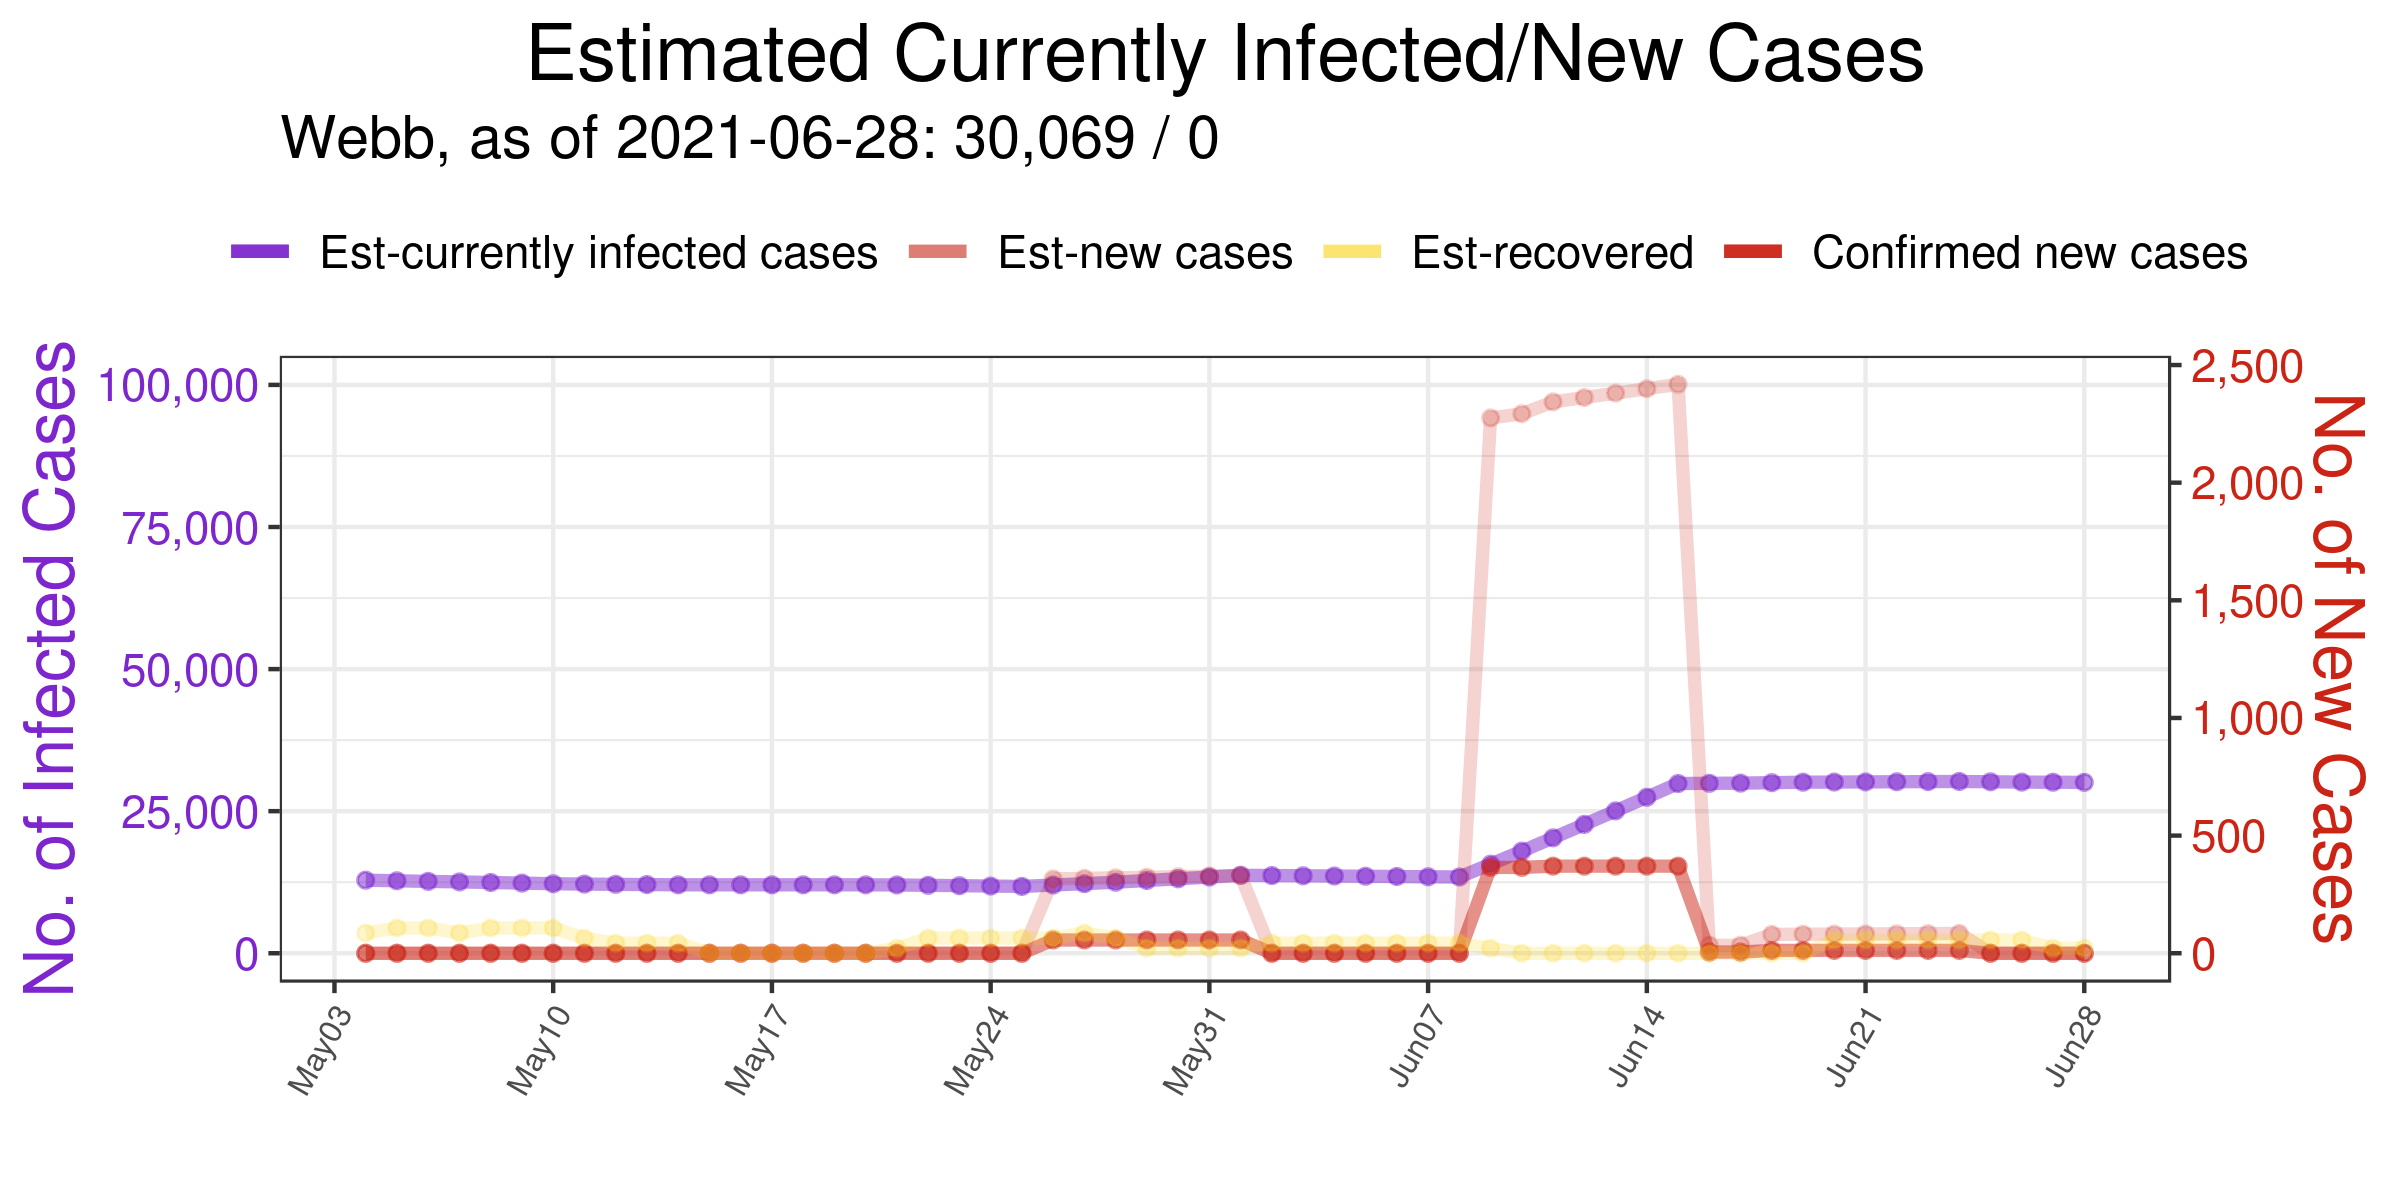 Estimated Currently Infected/New Cases
Webb, as of 2021-06-28: 30,069 / 0
Est-currently infected cases Est-new cases Est-recovered Confirmed new cases
No. of Infected Cases
100,000
75,000
50,000
25,000
0
2,500
2,000
1,500
1,000
500
0
No. of New Cases
May03 May10 May17 May24 May31 Jun07 Jun14 Jun21 Jun28